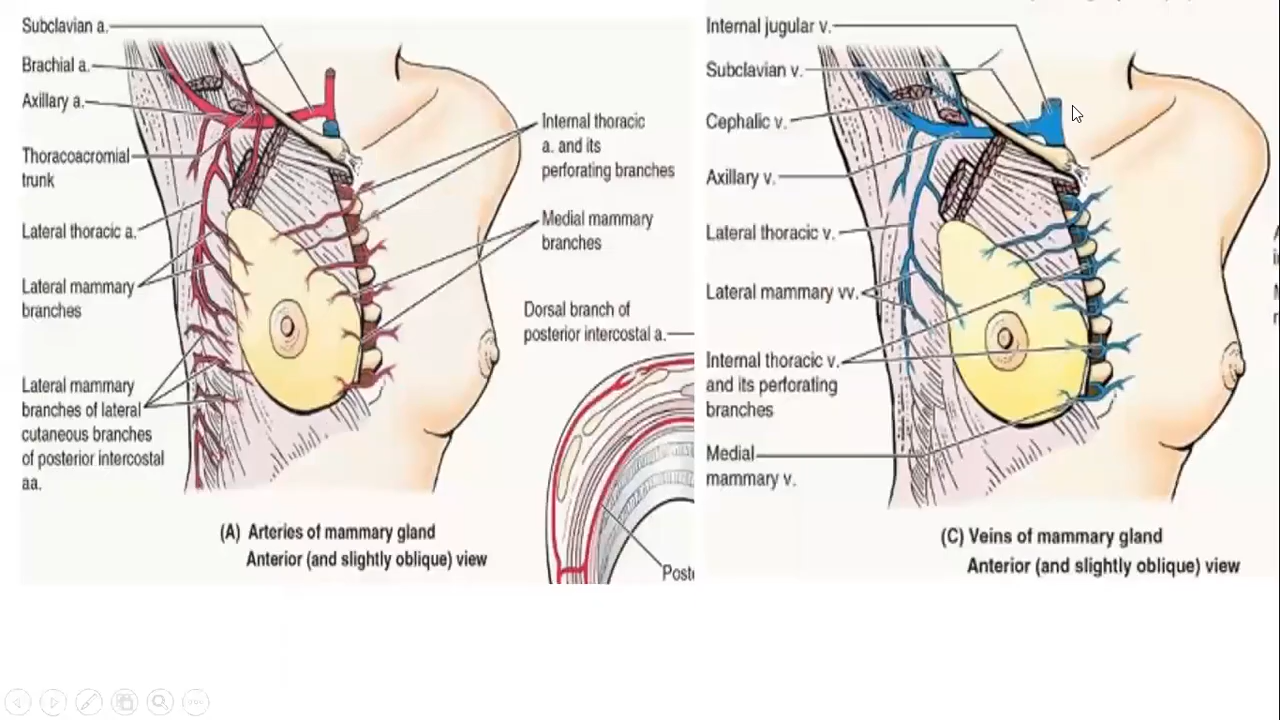 Subclavian a.
Brachial a.
Axillary a.
Thoracoacromial
trunk
Lateral thoracic a.
Lateral mammary
branches
Lateral mammary
branches of lateral
cutaneous branches
of posterior intercostal
aa.
Internal thoracic
a. and its
perforating branches
Medial mammary
branches
Dorsal branch of
posterior intercostal a.
(A) Arteries of mammary gland
Anterior (and slightly oblique) view
Internal jugular v.
Subclavian v.
Cephalic v.
Axillary v.
Lateral thoracic v.
Lateral mammary vv.
Internal thoracic v.
and its perforating
branches
Medial
mammary v.
(C) Veins of mammary gland
Anterior (and slightly oblique) view